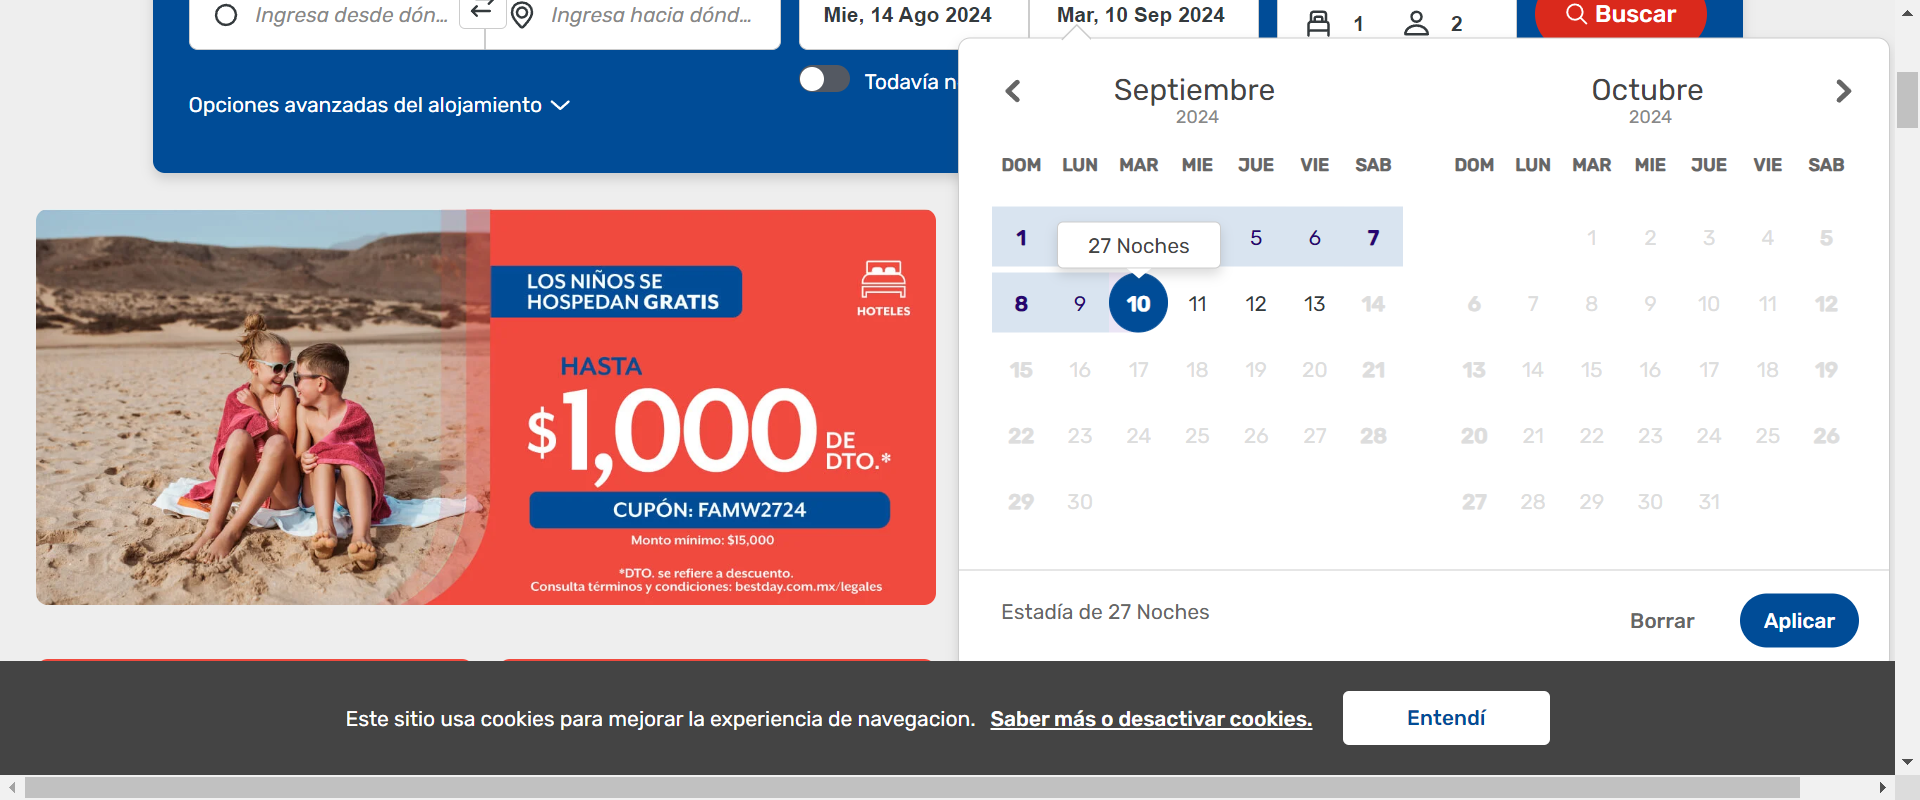 Ingresa desde dón...
Ingresa hacia dónd...
Mie, 14 Ago 2024
Mar, 10 Sep 2024
1
2
Buscar
Todavía n
Opciones avanzadas del alojamiento
Septiembre
2024
DOM LUN MAR MIE JUE VIE SAB
1 5 6 7
27 Noches
8 9 10 11 12 13 14
15 16 17 18 19 20 21
22 23 24 25 26 27 28
29 30
Octubre
2024
DOM LUN MAR MIE JUE VIE SAB
1 2 3 4 5
6 7 8 9 10 11 12
13 14 15 16 17 18 19
20 21 22 23 24 25 26
27 28 29 30 31
Estadía de 27 Noches
Borrar
Aplicar
LOS NIÑOS SE
HOSPEDAN GRATIS
HOTELES
HASTA
$1,000 DE
DTO.*
CUPÓN: FAMW2724
Monto mínimo: $15,000
*DTO. se refiere a descuento.
Consulta términos y condiciones: bestday.com.mx/legales
Este sitio usa cookies para mejorar la experiencia de navegacion. Saber más o desactivar cookies.
Entendí